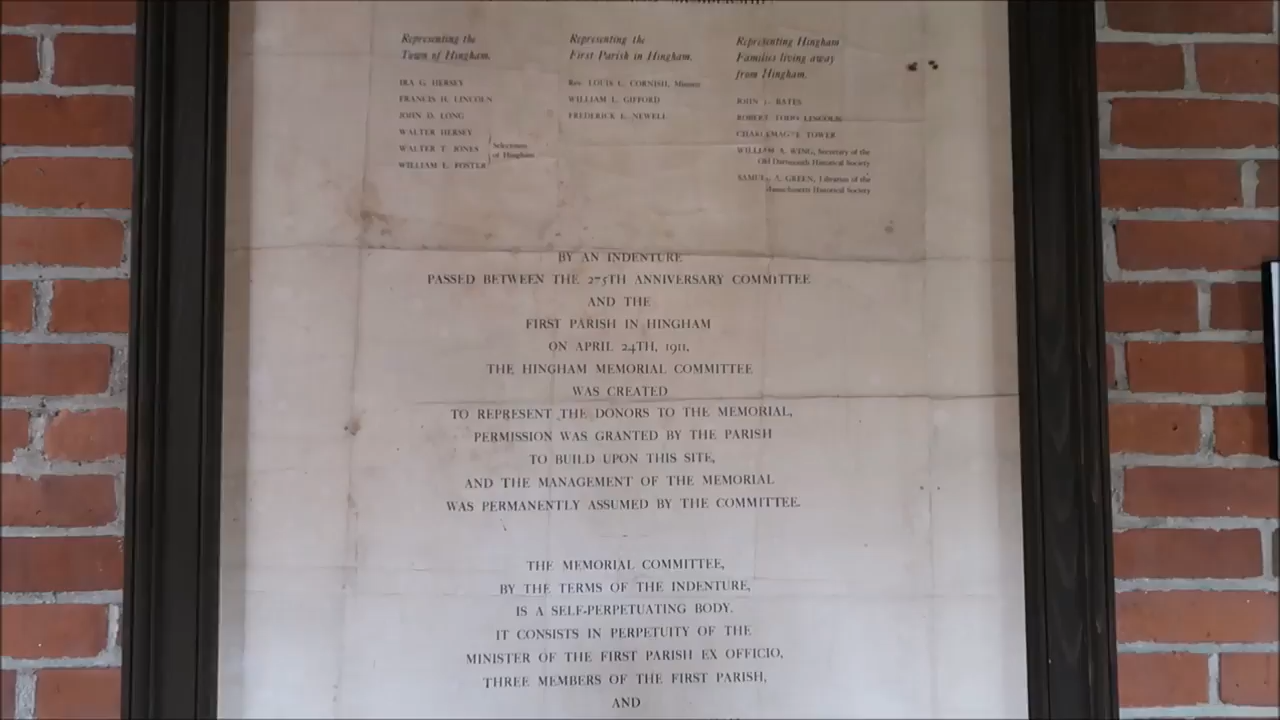 MEMBERSHIP
Representing the
Town of Hingham.
IRA G. HERSEY
FRANCIS H. LINCOLN
JOHN D. LONG
WALTER HERSEY
WALTER T. JONES
WILLIAM E. FOSTER
Selectmen
of Hingham
Representing the
First Parish in Hingham.
Rev. LOUIS C. CORNISH, Minister
WILLIAM L. GIFFORD
FREDERICK E. NEWELL
Representing Hingham
Families living away
from Hingham.
JOHN L. BATES
ROBERT TODD LINCOLN
CHARLEMAGNE TOWER
WILLIAM A. WING, Secretary of the
Old Dartmouth Historical Society
SAMUEL A. GREEN, Librarian of the
Massachusetts Historical Society
BY AN INDENTURE
PASSED BETWEEN THE 275TH ANNIVERSARY COMMITTEE
AND THE
FIRST PARISH IN HINGHAM
ON APRIL 24TH, 1911,
THE HINGHAM MEMORIAL COMMITTEE
WAS CREATED
TO REPRESENT THE DONORS TO THE MEMORIAL,
PERMISSION WAS GRANTED BY THE PARISH
TO BUILD UPON THIS SITE,
AND THE MANAGEMENT OF THE MEMORIAL
WAS PERMANENTLY ASSUMED BY THE COMMITTEE.
THE MEMORIAL COMMITTEE,
BY THE TERMS OF THE INDENTURE,
IS A SELF-PERPETUATING BODY.
IT CONSISTS IN PERPETUITY OF THE
MINISTER OF THE FIRST PARISH EX OFFICIO,
THREE MEMBERS OF THE FIRST PARISH,
AND